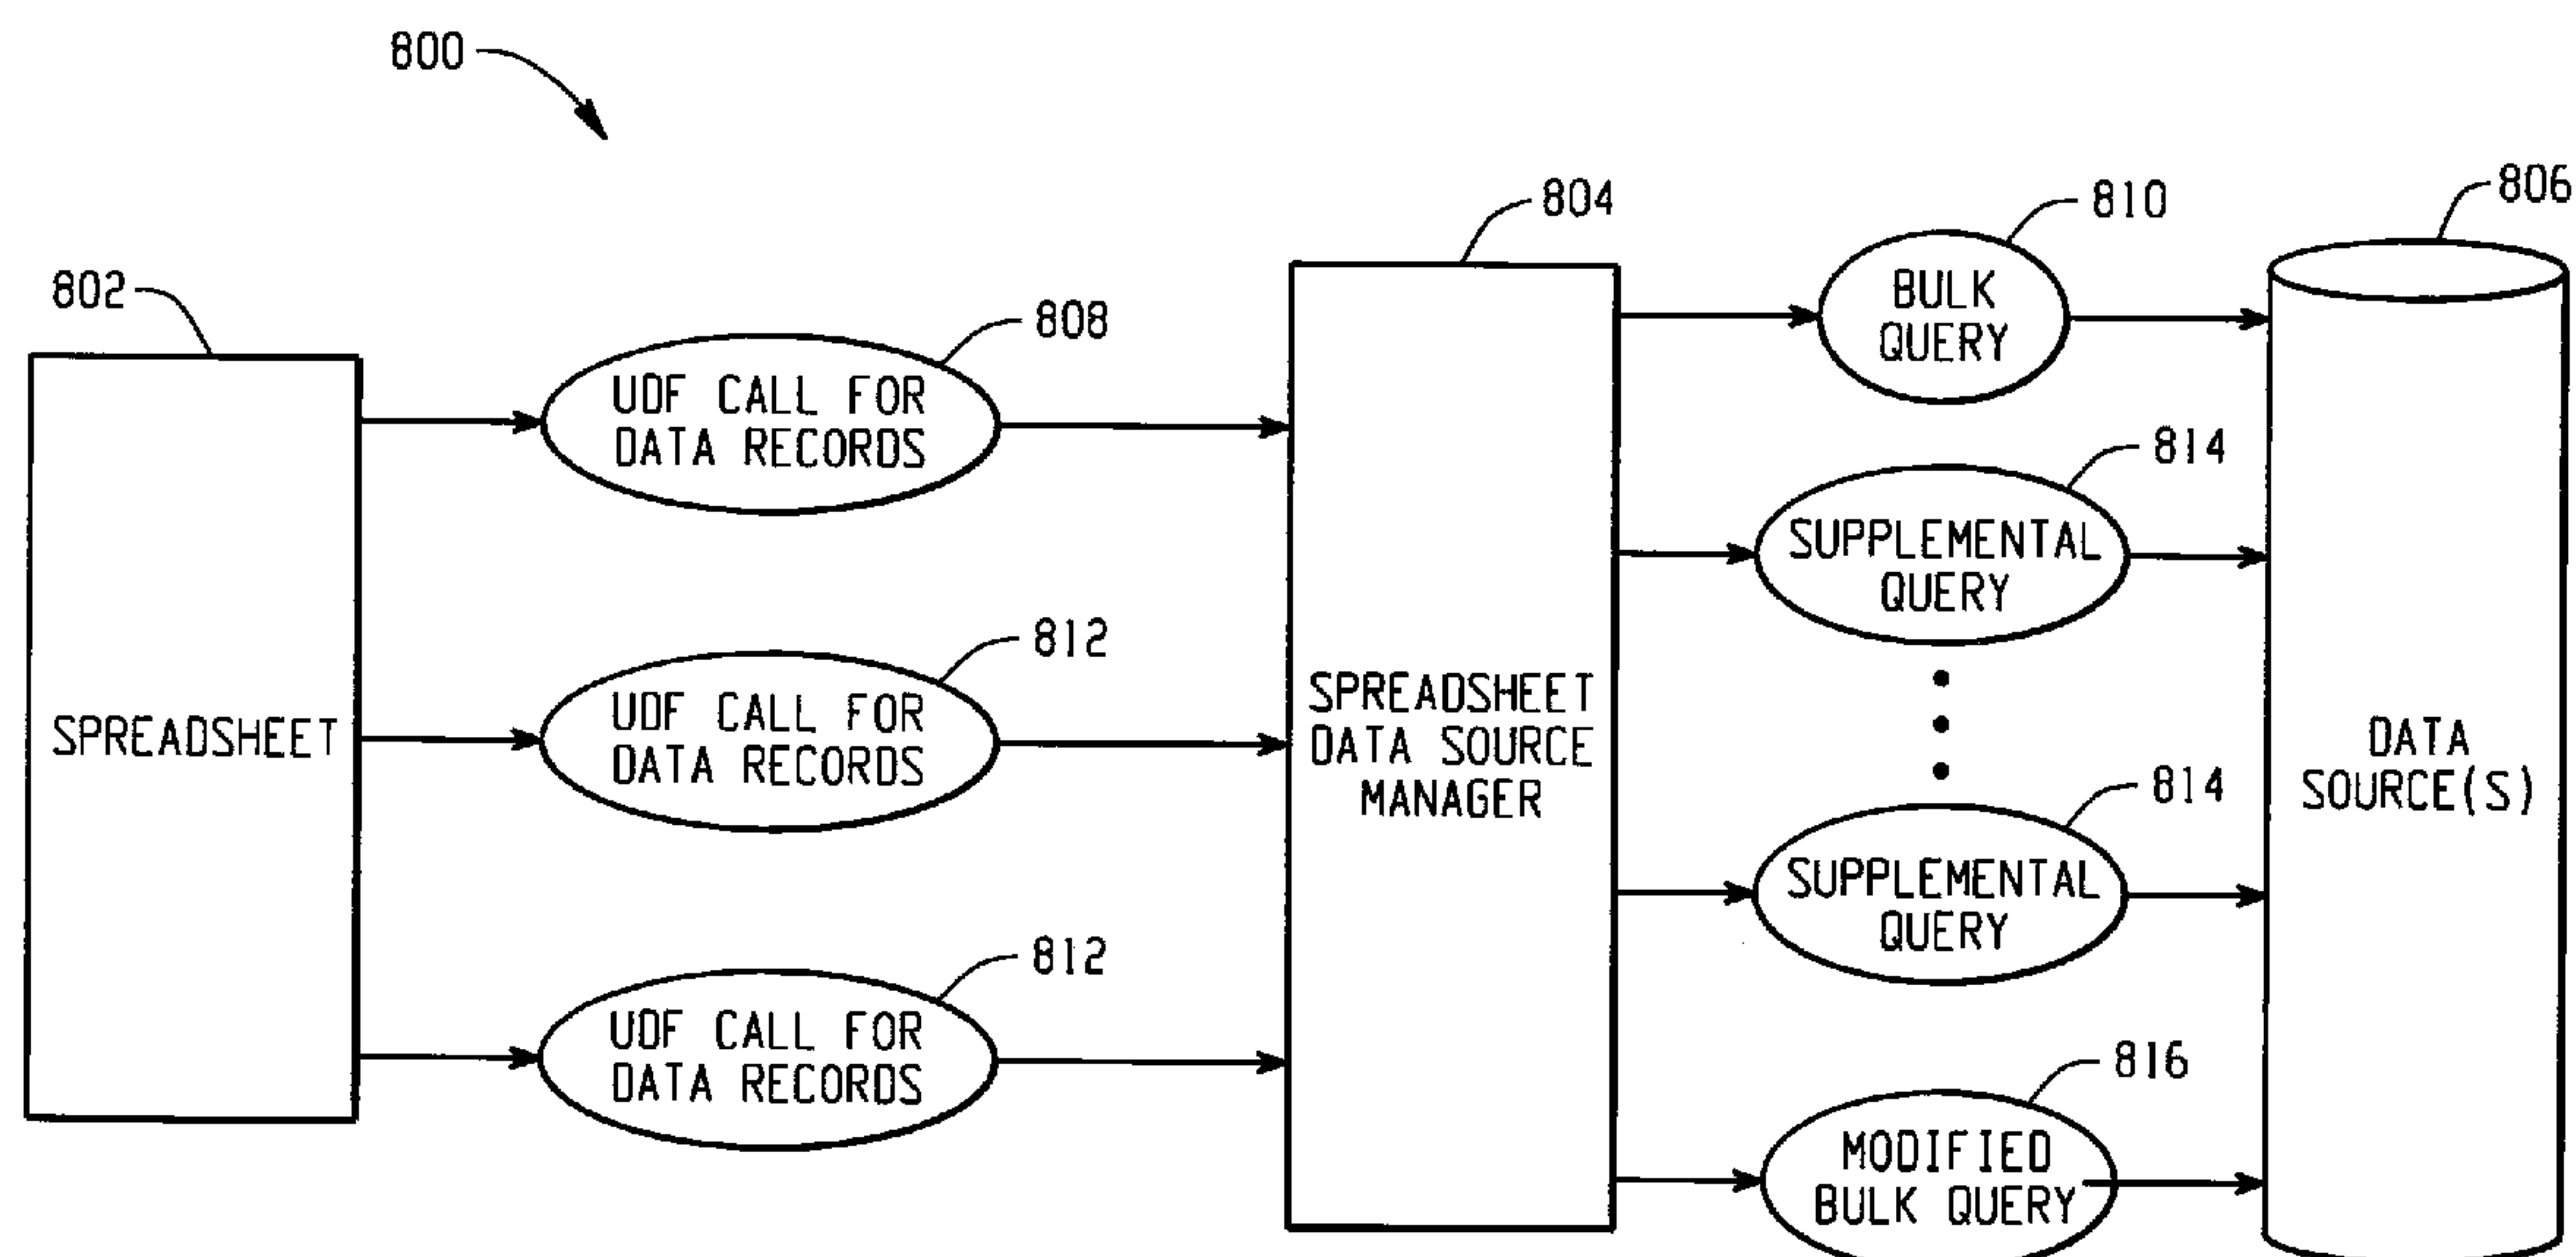 800
802
808
804
810
806
UDF CALL FOR
DATA RECORDS
BULK
QUERY
814
SUPPLEMENTAL
QUERY
812
UDF CALL FOR
DATA RECORDS
SPREADSHEET
SPREADSHEET
DATA SOURCE
MANAGER
DATA
SOURCE(S)
814
SUPPLEMENTAL
QUERY
812
UDF CALL FOR
DATA RECORDS
816
MODIFIED
BULK QUERY